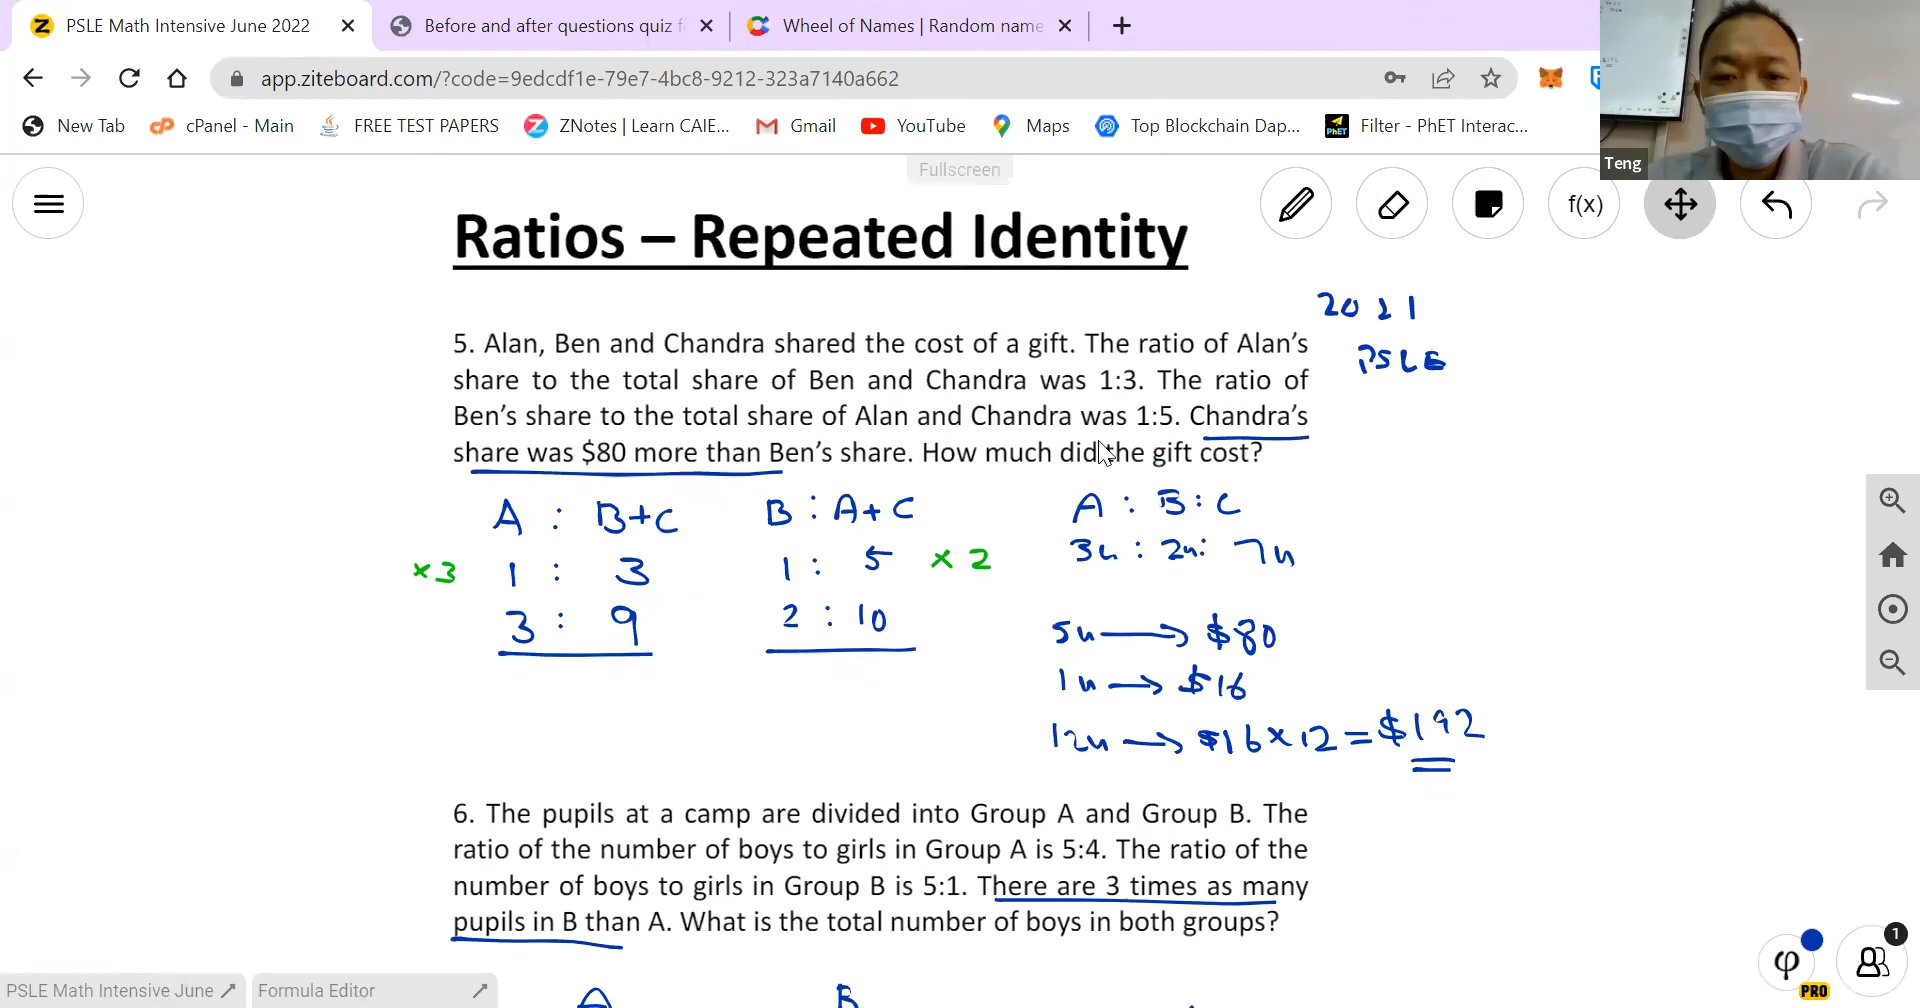 PSLE Math Intensive June 2022
Before and after questions quiz f
Wheel of Names | Random name
app.ziteboard.com/?code=9edcdf1e-79e7-4bc8-9212-323a7140a662
New Tab
cPanel - Main
FREE TEST PAPERS
ZNotes | Learn CAIE...
Gmail
YouTube
Maps
Top Blockchain Dap...
PhET
Filter - PhET Interac...
Teng
Fullscreen
f(x)
Ratios – Repeated Identity
2021
PSLE
5. Alan, Ben and Chandra shared the cost of a gift. The ratio of Alan's
share to the total share of Ben and Chandra was 1:3. The ratio of
Ben's share to the total share of Alan and Chandra was 1:5. Chandra's
share was $80 more than Ben's share. How much did the gift cost?
A : B+C
×3 1 : 3
3 : 9
B : A+C
1 : 5 ×2
2 : 10
A : B : C
3u : 2u : 7u
5u → $80
1u → $16
12u → $16×12 = $192
6. The pupils at a camp are divided into Group A and Group B. The
ratio of the number of boys to girls in Group A is 5:4. The ratio of the
number of boys to girls in Group B is 5:1. There are 3 times as many
pupils in B than A. What is the total number of boys in both groups?
A B
1
φ
PRO
PSLE Math Intensive June
Formula Editor